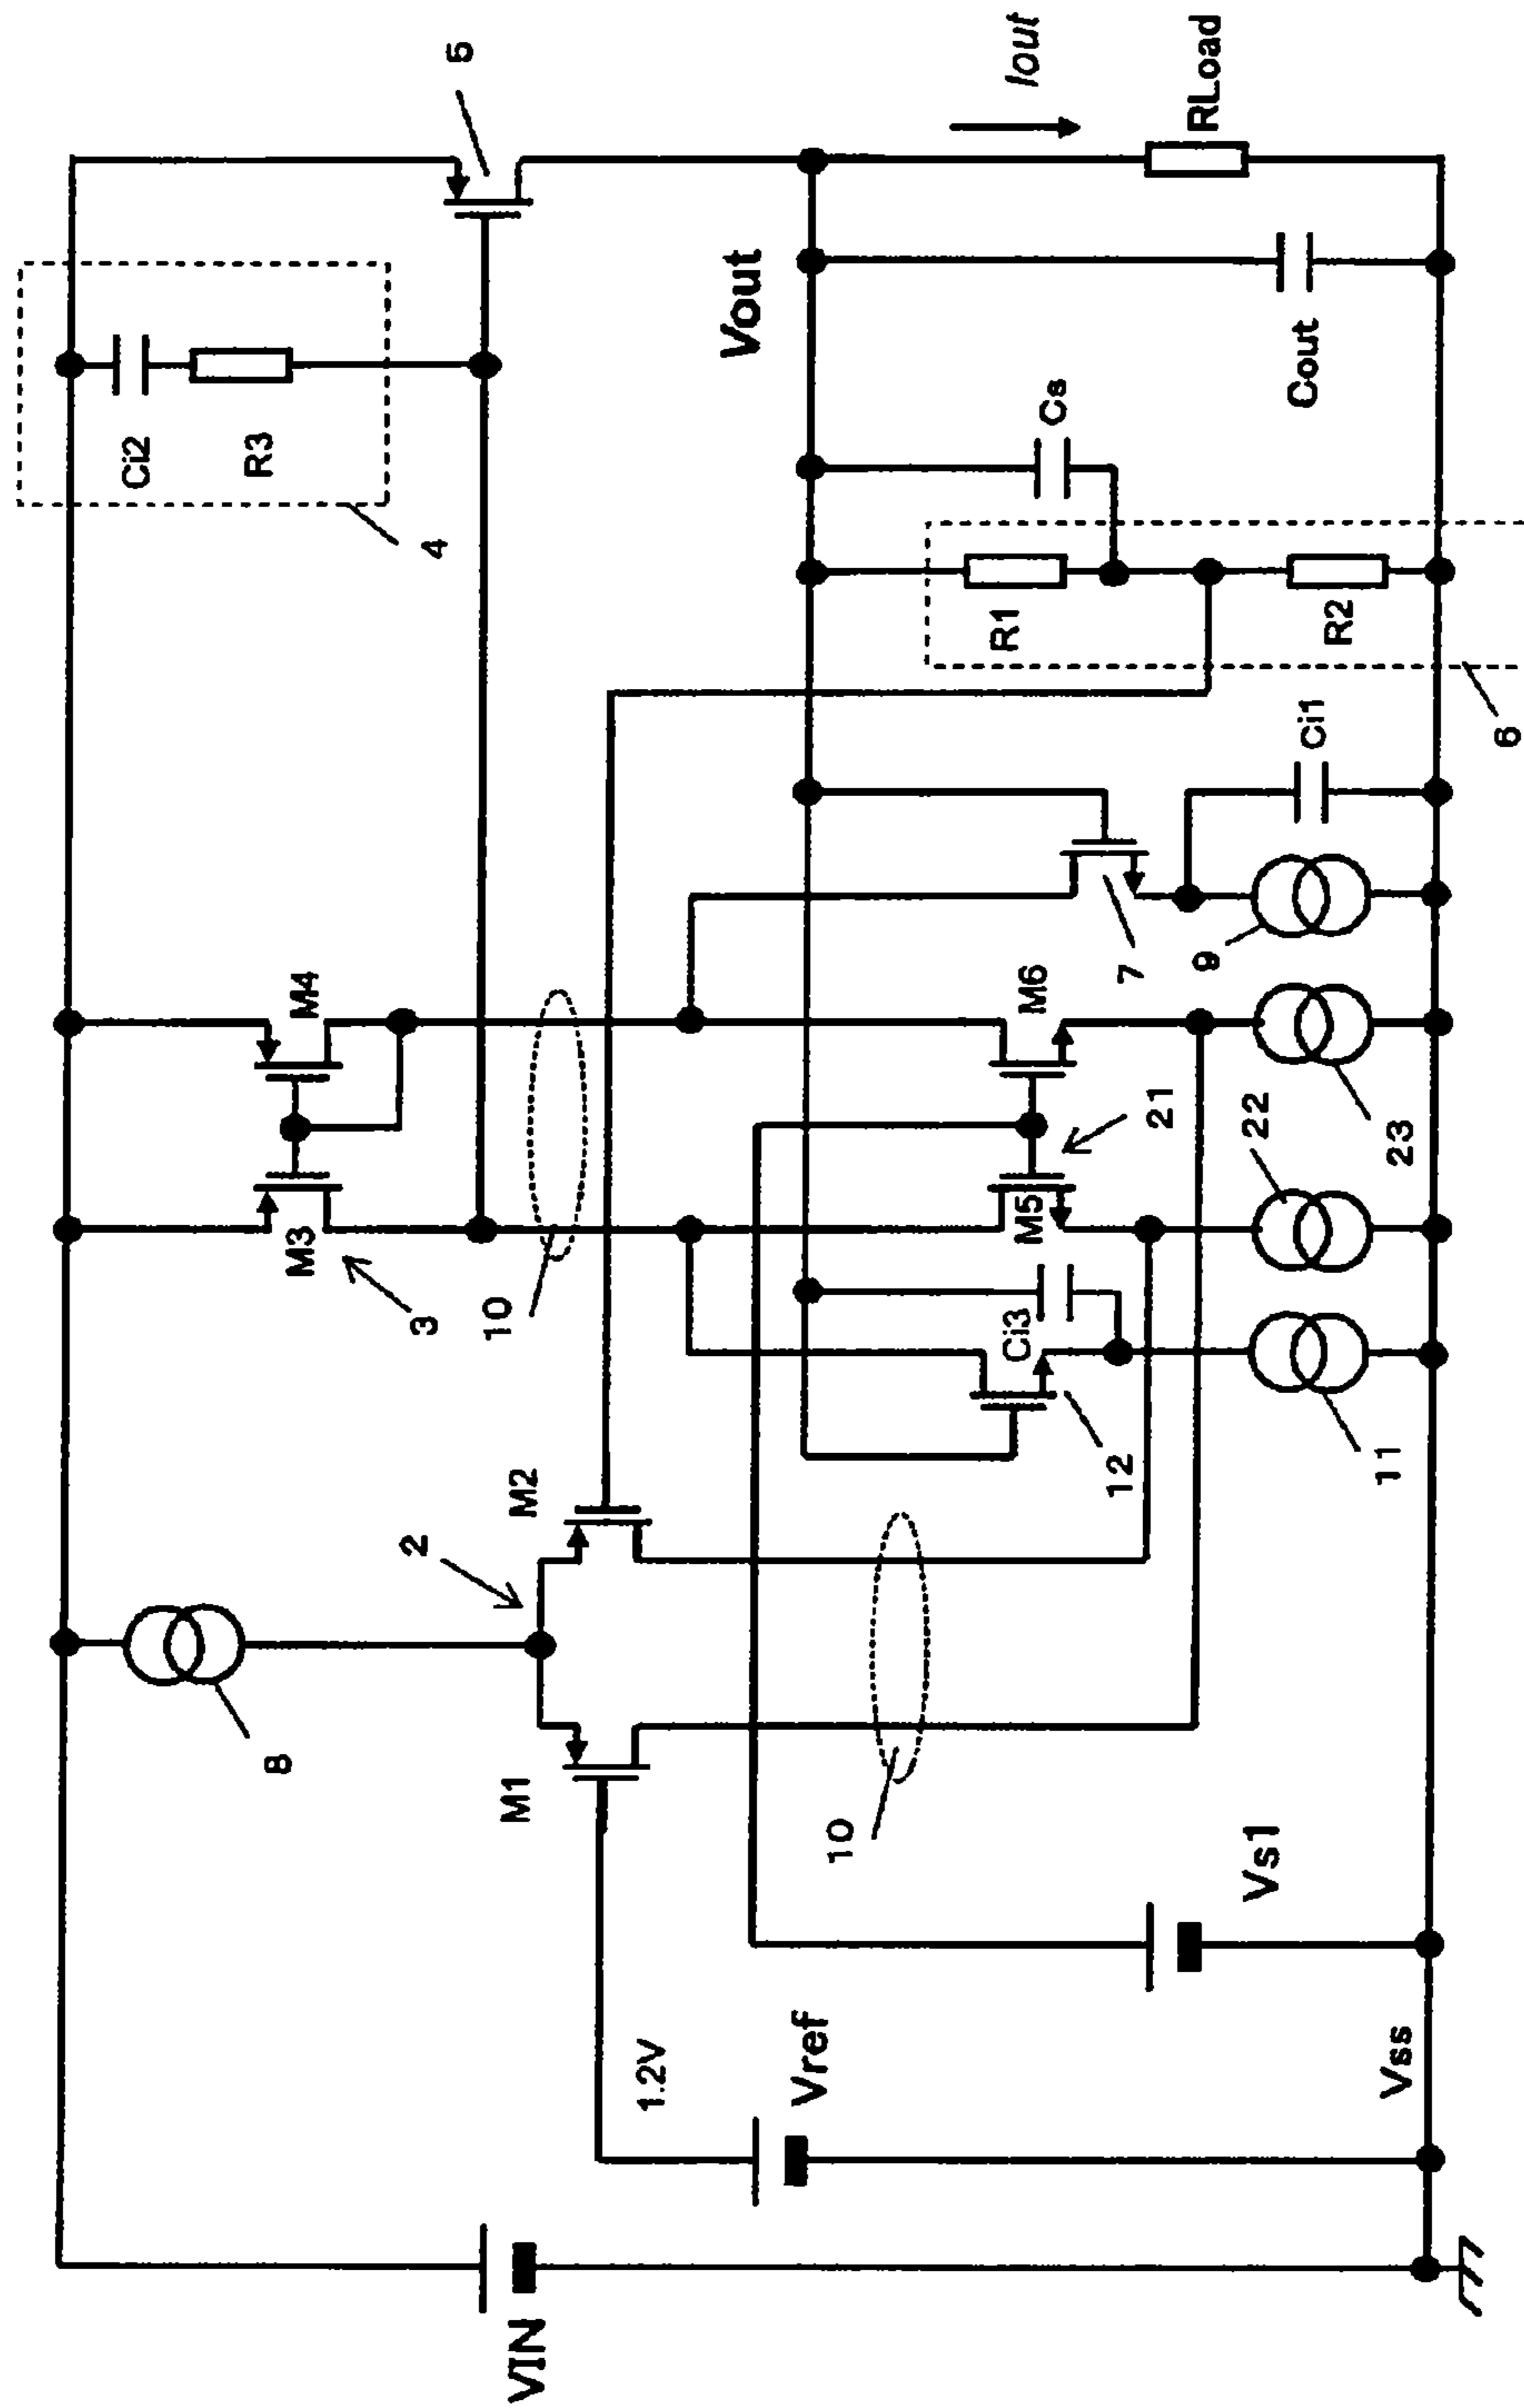 VIN
1.2V
Vref
Vss
Vs1
8
M1
2
M2
10
10
3
M3
M4
12
Ci3
11
M5
21
22
M6
23
7
9
Ci1
6
R1
R2
Cs
4
Ci2
R3
Vout
Cout
5
Iout
RLoad